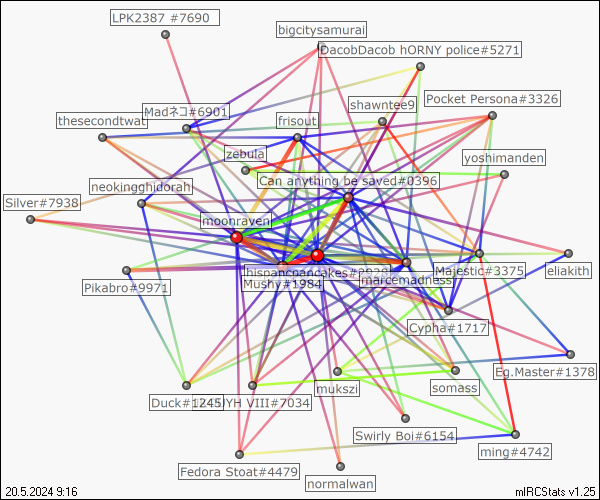 LPK2387 #7690
bigcitysamurai
DacobDacob hORNY police#5271
Pocket Persona#3326
shawntee9
Madネコ#6901
thesecondtwat
frisout
zebula
yoshimanden
Can anything be saved#0396
neokingghidorah
Silver#7938
moonraven
Majestic#3375
eliakith
marcemadness
Mushy#1984
Pikabro#9971
Cypha#1717
Eg.Master#1378
mukszi
somass
Duck#1245
VIII#7034
Swirly Boi#6154
ming#4742
Fedora Stoat#4479
normalwan
20.5.2024 9:16
mIRCStats v1.25